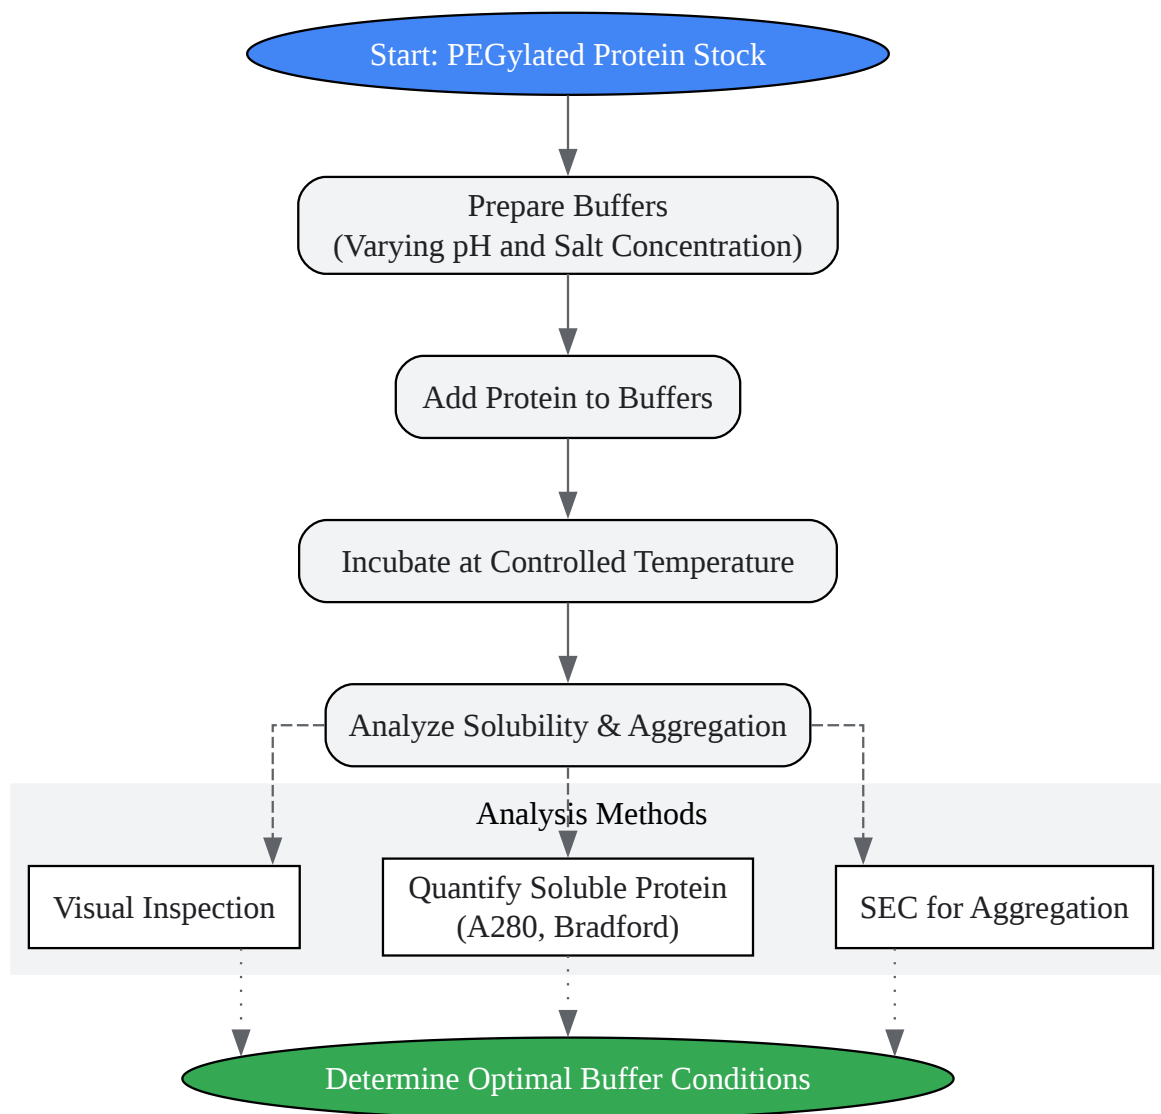 Start: PEGylated Protein Stock
Prepare Buffers
(Varying pH and Salt Concentration)
Add Protein to Buffers
Incubate at Controlled Temperature
Analyze Solubility & Aggregation
Analysis Methods
Visual Inspection
Quantify Soluble Protein
(A280, Bradford)
SEC for Aggregation
Determine Optimal Buffer Conditions